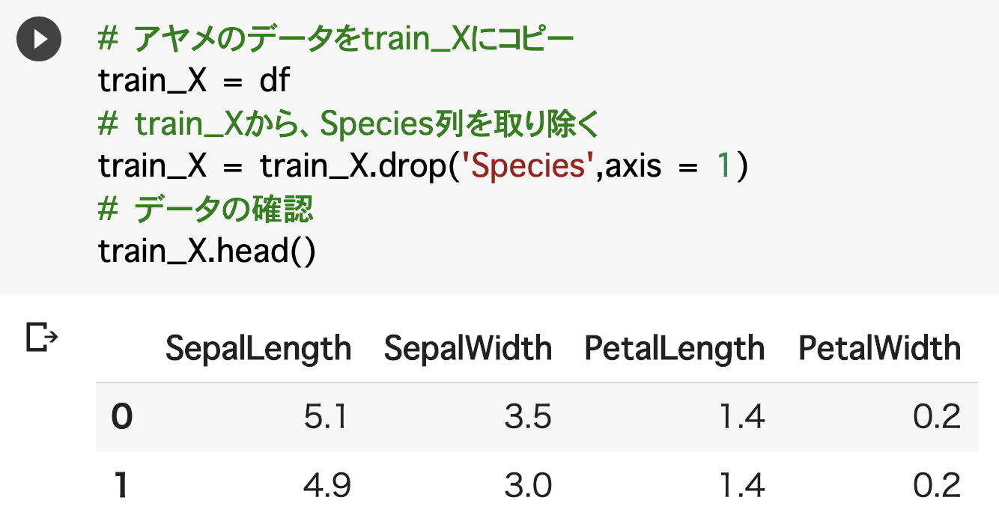 # アヤメのデータをtrain_Xにコピー
train_X = df
# train_Xから、Species列を取り除く
train_X = train_X.drop('Species',axis = 1)
# データの確認
train_X.head()
SepalLength SepalWidth PetalLength PetalWidth
0 5.1 3.5 1.4 0.2
1 4.9 3.0 1.4 0.2